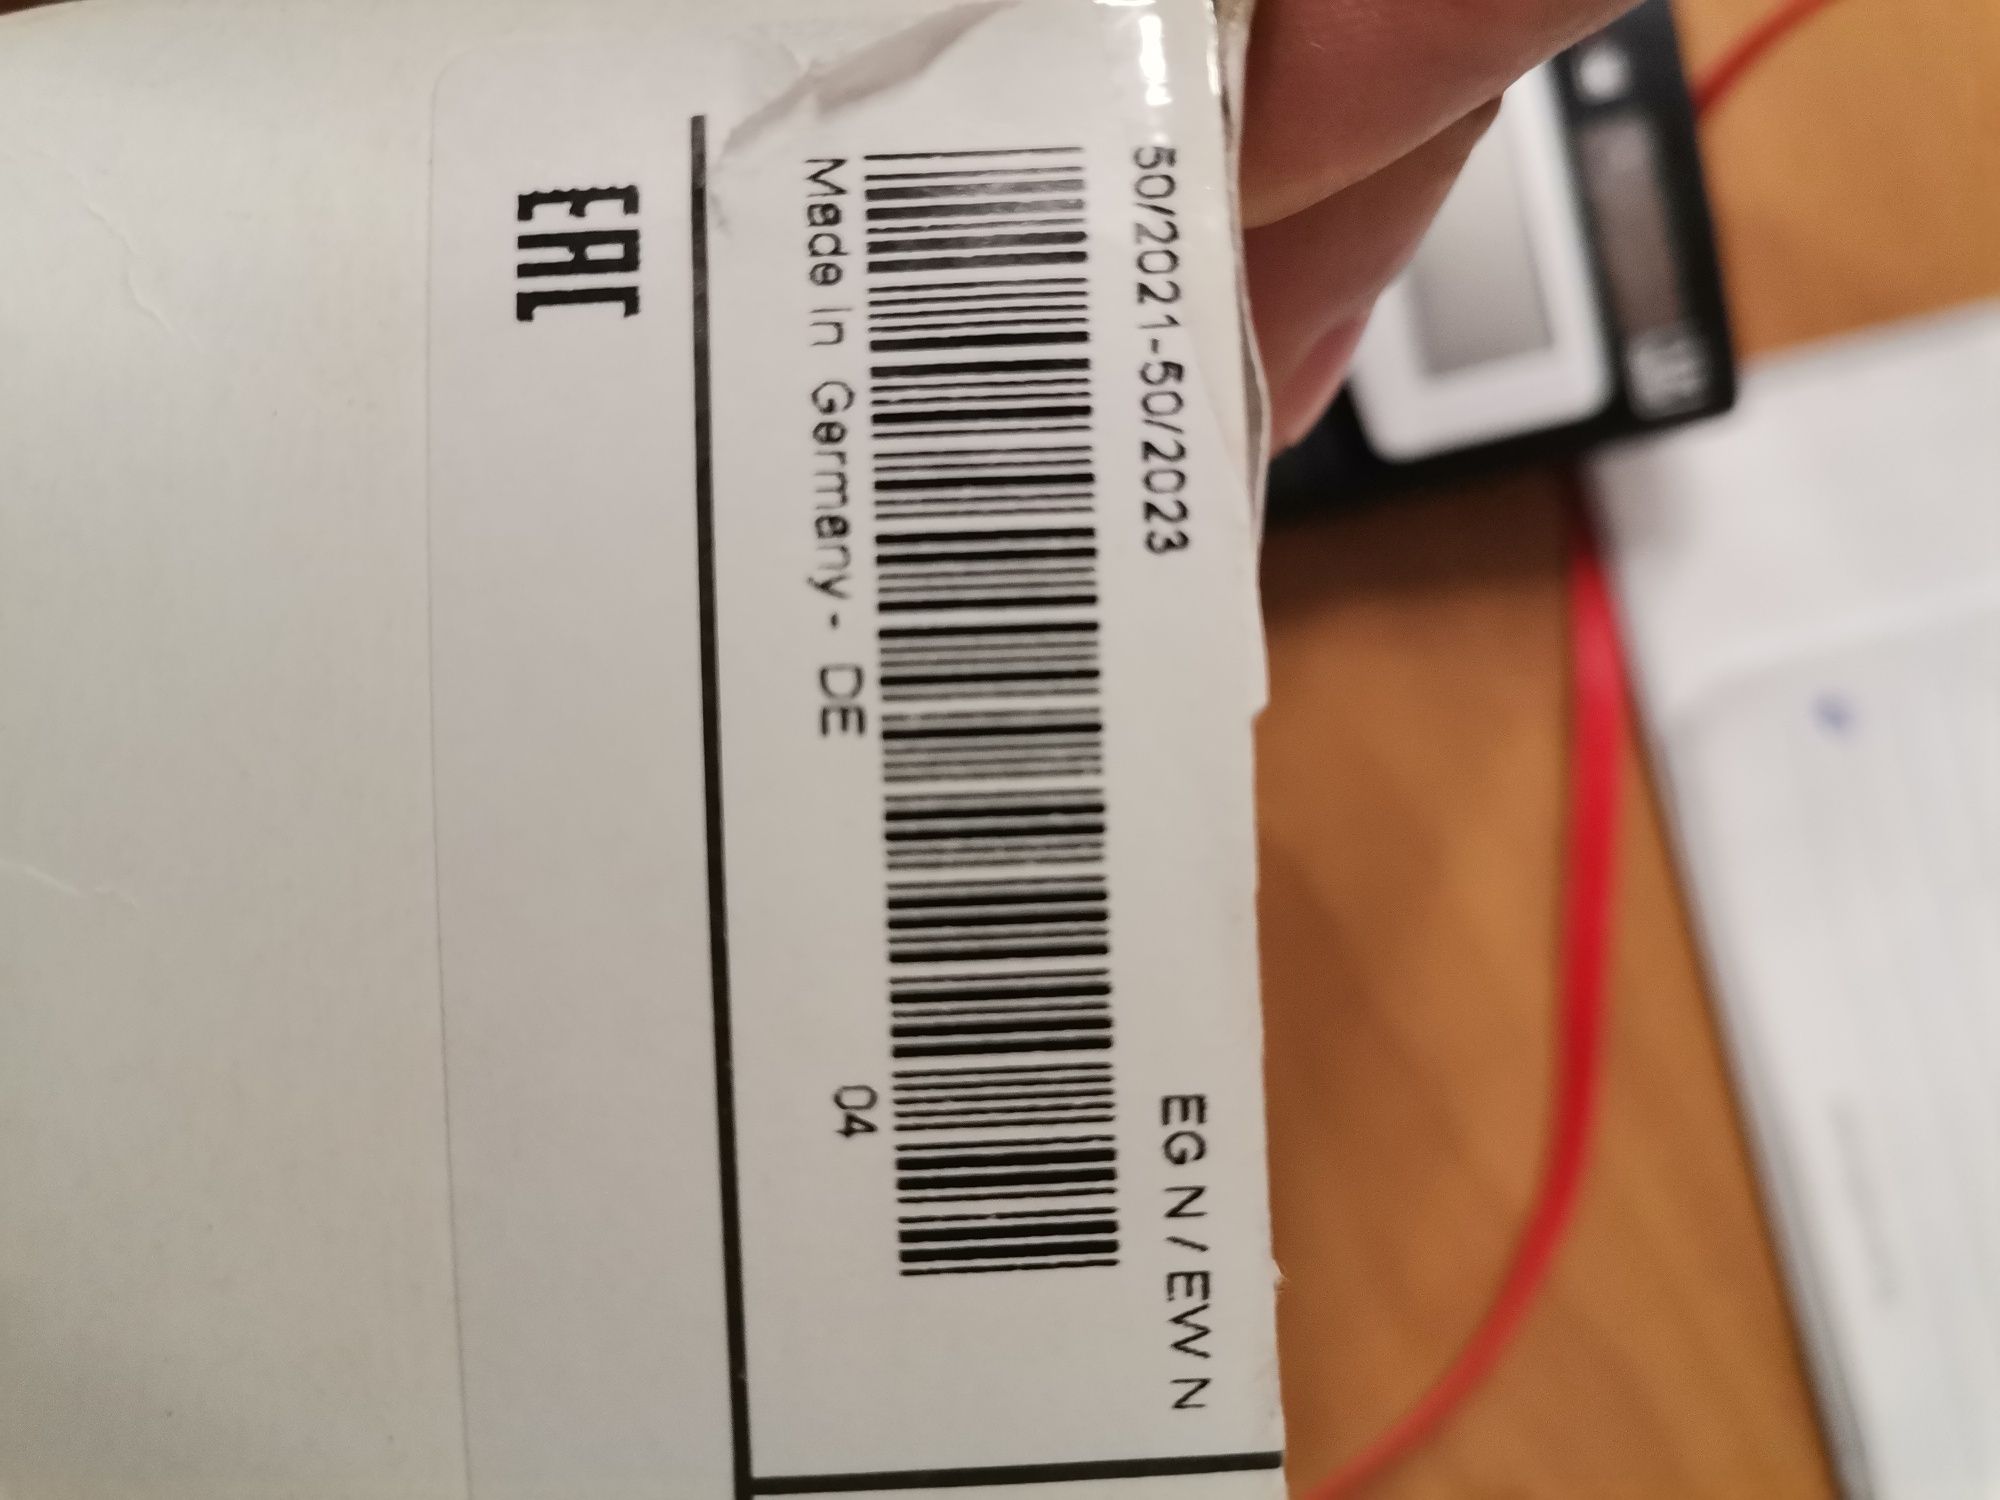 50/2021-50/2023 EG N / EW N
Made in Germany - DE 04
EAC